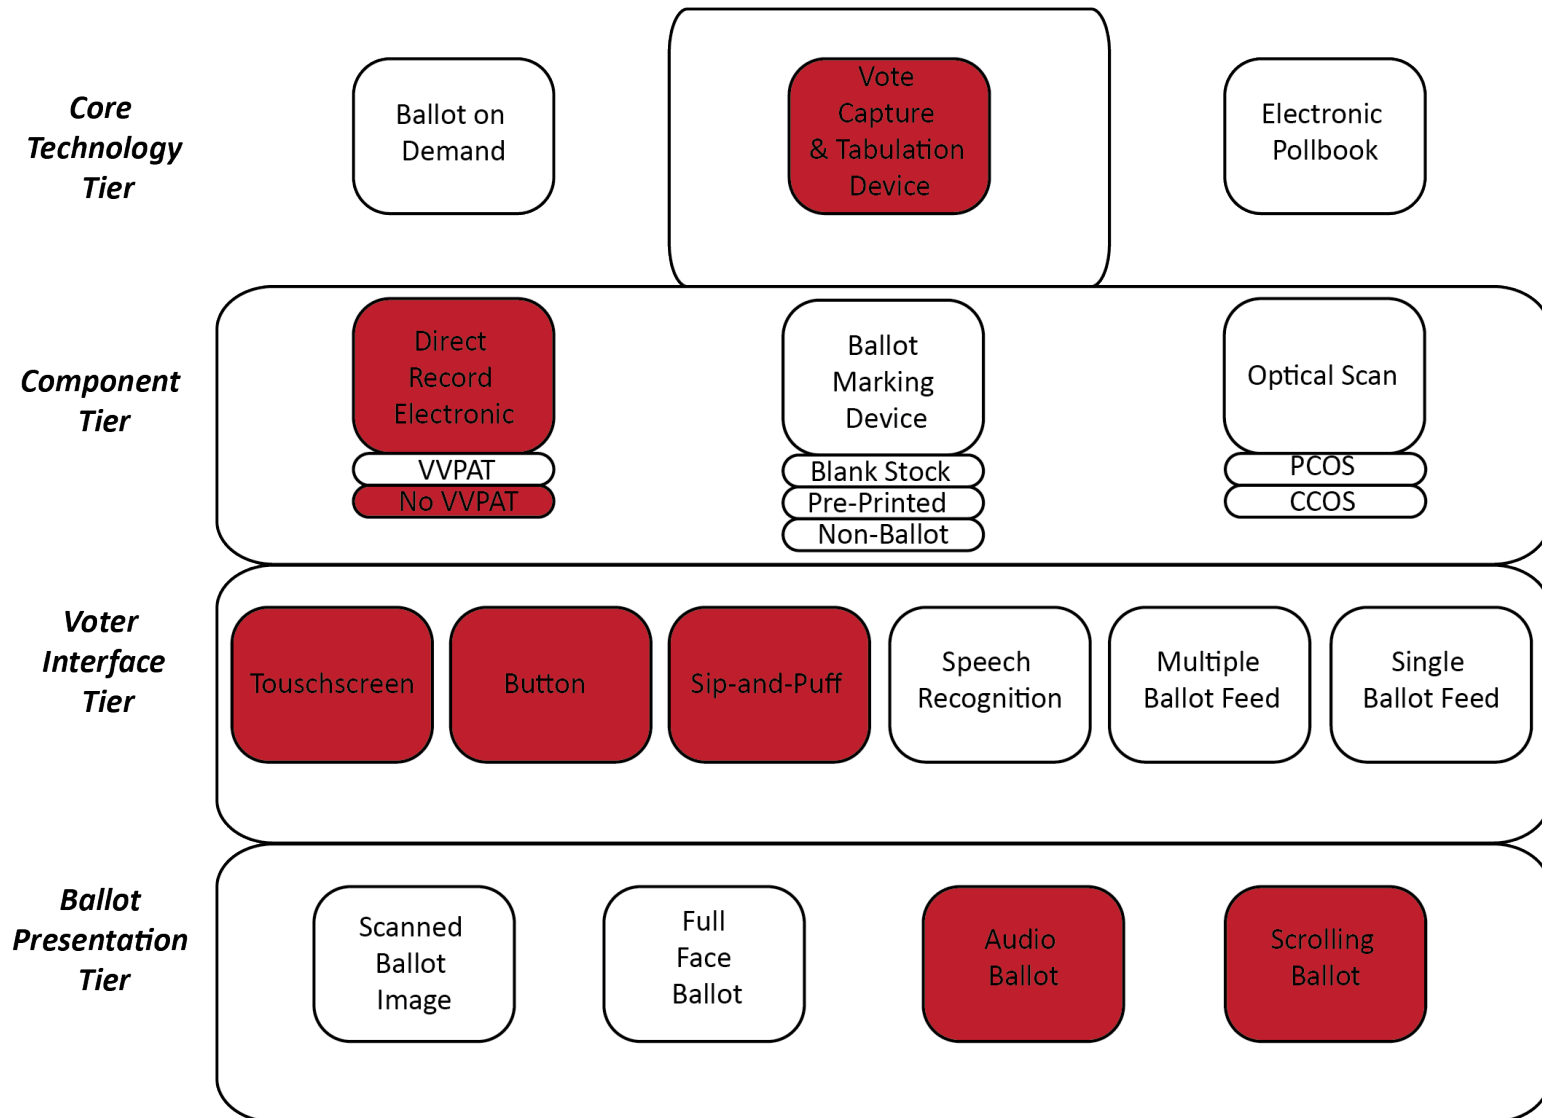 Core
Technology
Tier
Ballot on
Demand
Vote
Capture
& Tabulation
Device
Electronic
Pollbook
Component
Tier
Direct
Record
Electronic
VVPAT
No VVPAT
Ballot
Marking
Device
Blank Stock
Pre-Printed
Non-Ballot
Optical Scan
PCOS
CCOS
Voter
Interface
Tier
Touschscreen
Button
Sip-and-Puff
Speech
Recognition
Multiple
Ballot Feed
Single
Ballot Feed
Ballot
Presentation
Tier
Scanned
Ballot
Image
Full
Face
Ballot
Audio
Ballot
Scrolling
Ballot